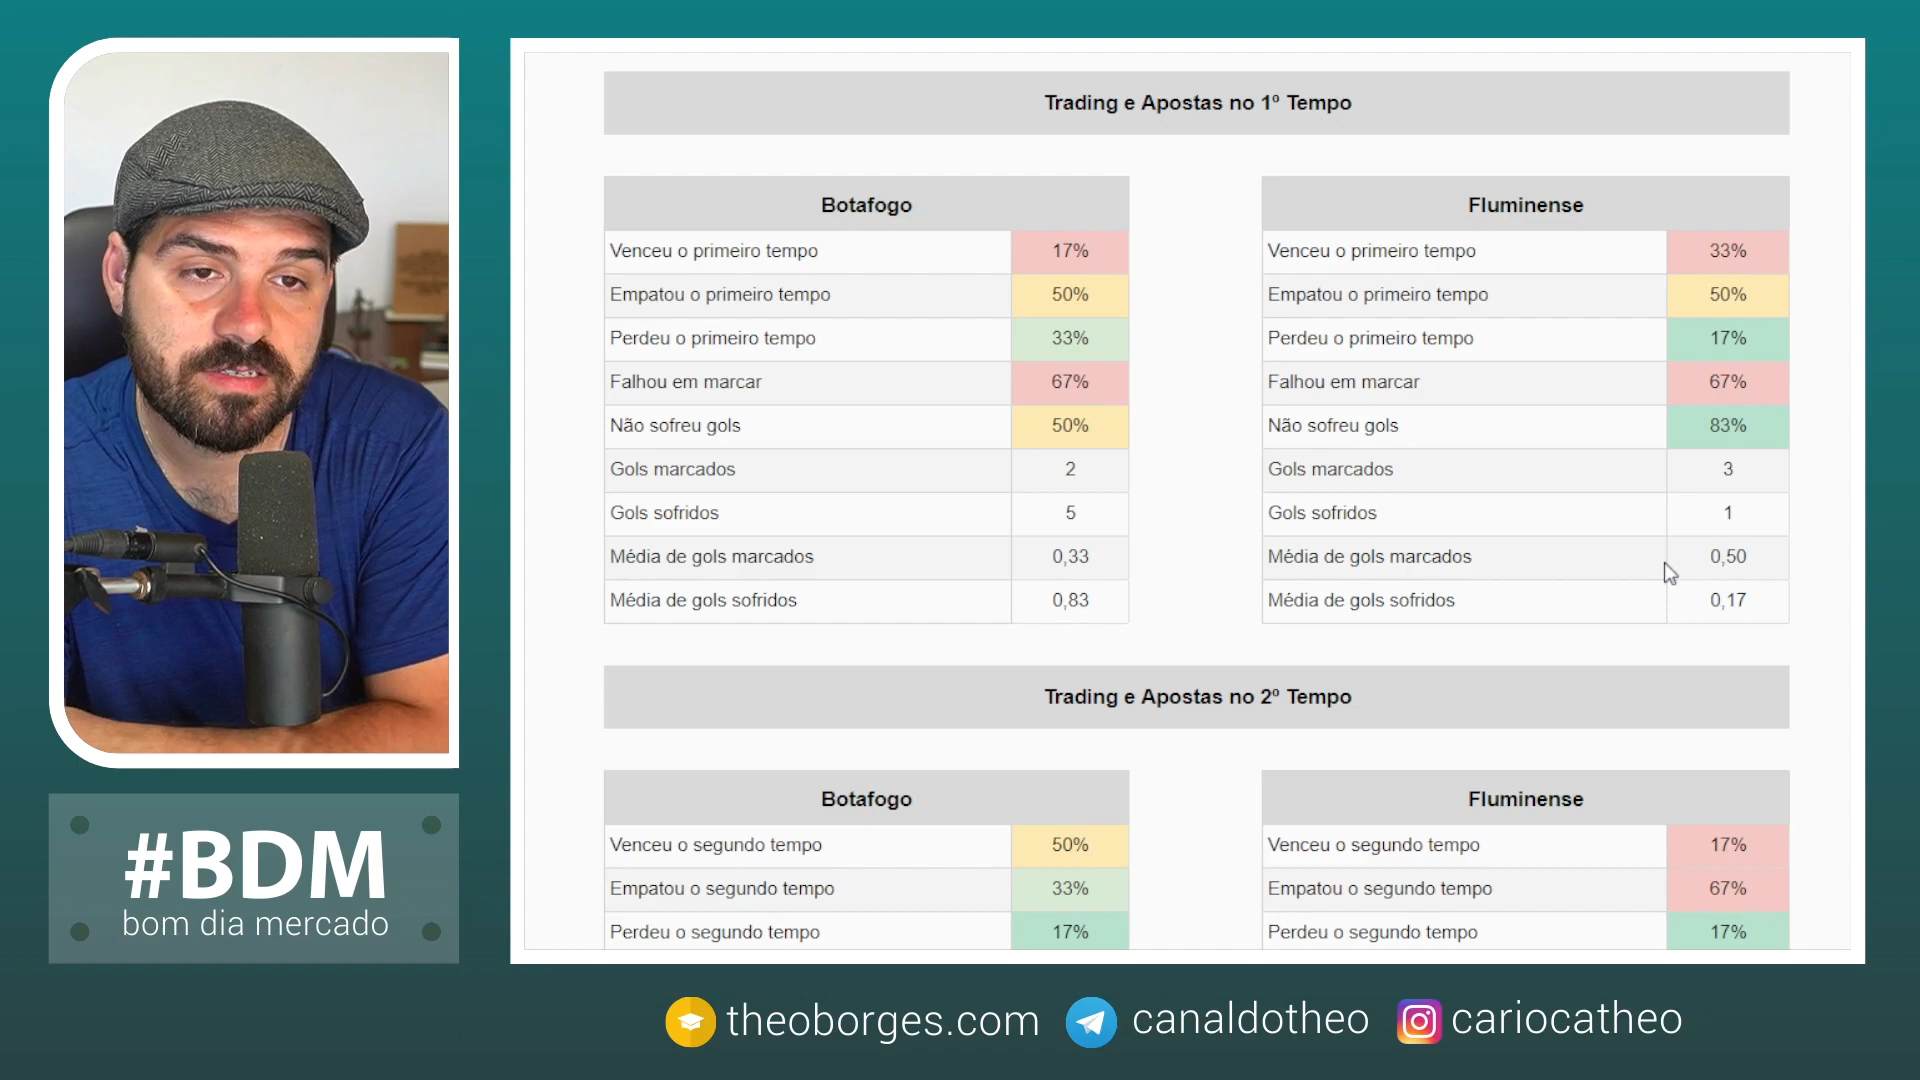 Trading e Apostas no 1º Tempo
Botafogo
Venceu o primeiro tempo 17%
Empatou o primeiro tempo 50%
Perdeu o primeiro tempo 33%
Falhou em marcar 67%
Não sofreu gols 50%
Gols marcados 2
Gols sofridos 5
Média de gols marcados 0,33
Média de gols sofridos 0,83
Fluminense
Venceu o primeiro tempo 33%
Empatou o primeiro tempo 50%
Perdeu o primeiro tempo 17%
Falhou em marcar 67%
Não sofreu gols 83%
Gols marcados 3
Gols sofridos 1
Média de gols marcados 0,50
Média de gols sofridos 0,17
Trading e Apostas no 2º Tempo
Botafogo
Venceu o segundo tempo 50%
Empatou o segundo tempo 33%
Perdeu o segundo tempo 17%
Fluminense
Venceu o segundo tempo 17%
Empatou o segundo tempo 67%
Perdeu o segundo tempo 17%
#BDM
bom dia mercado
theoborges.com canaldotheo cariocatheo